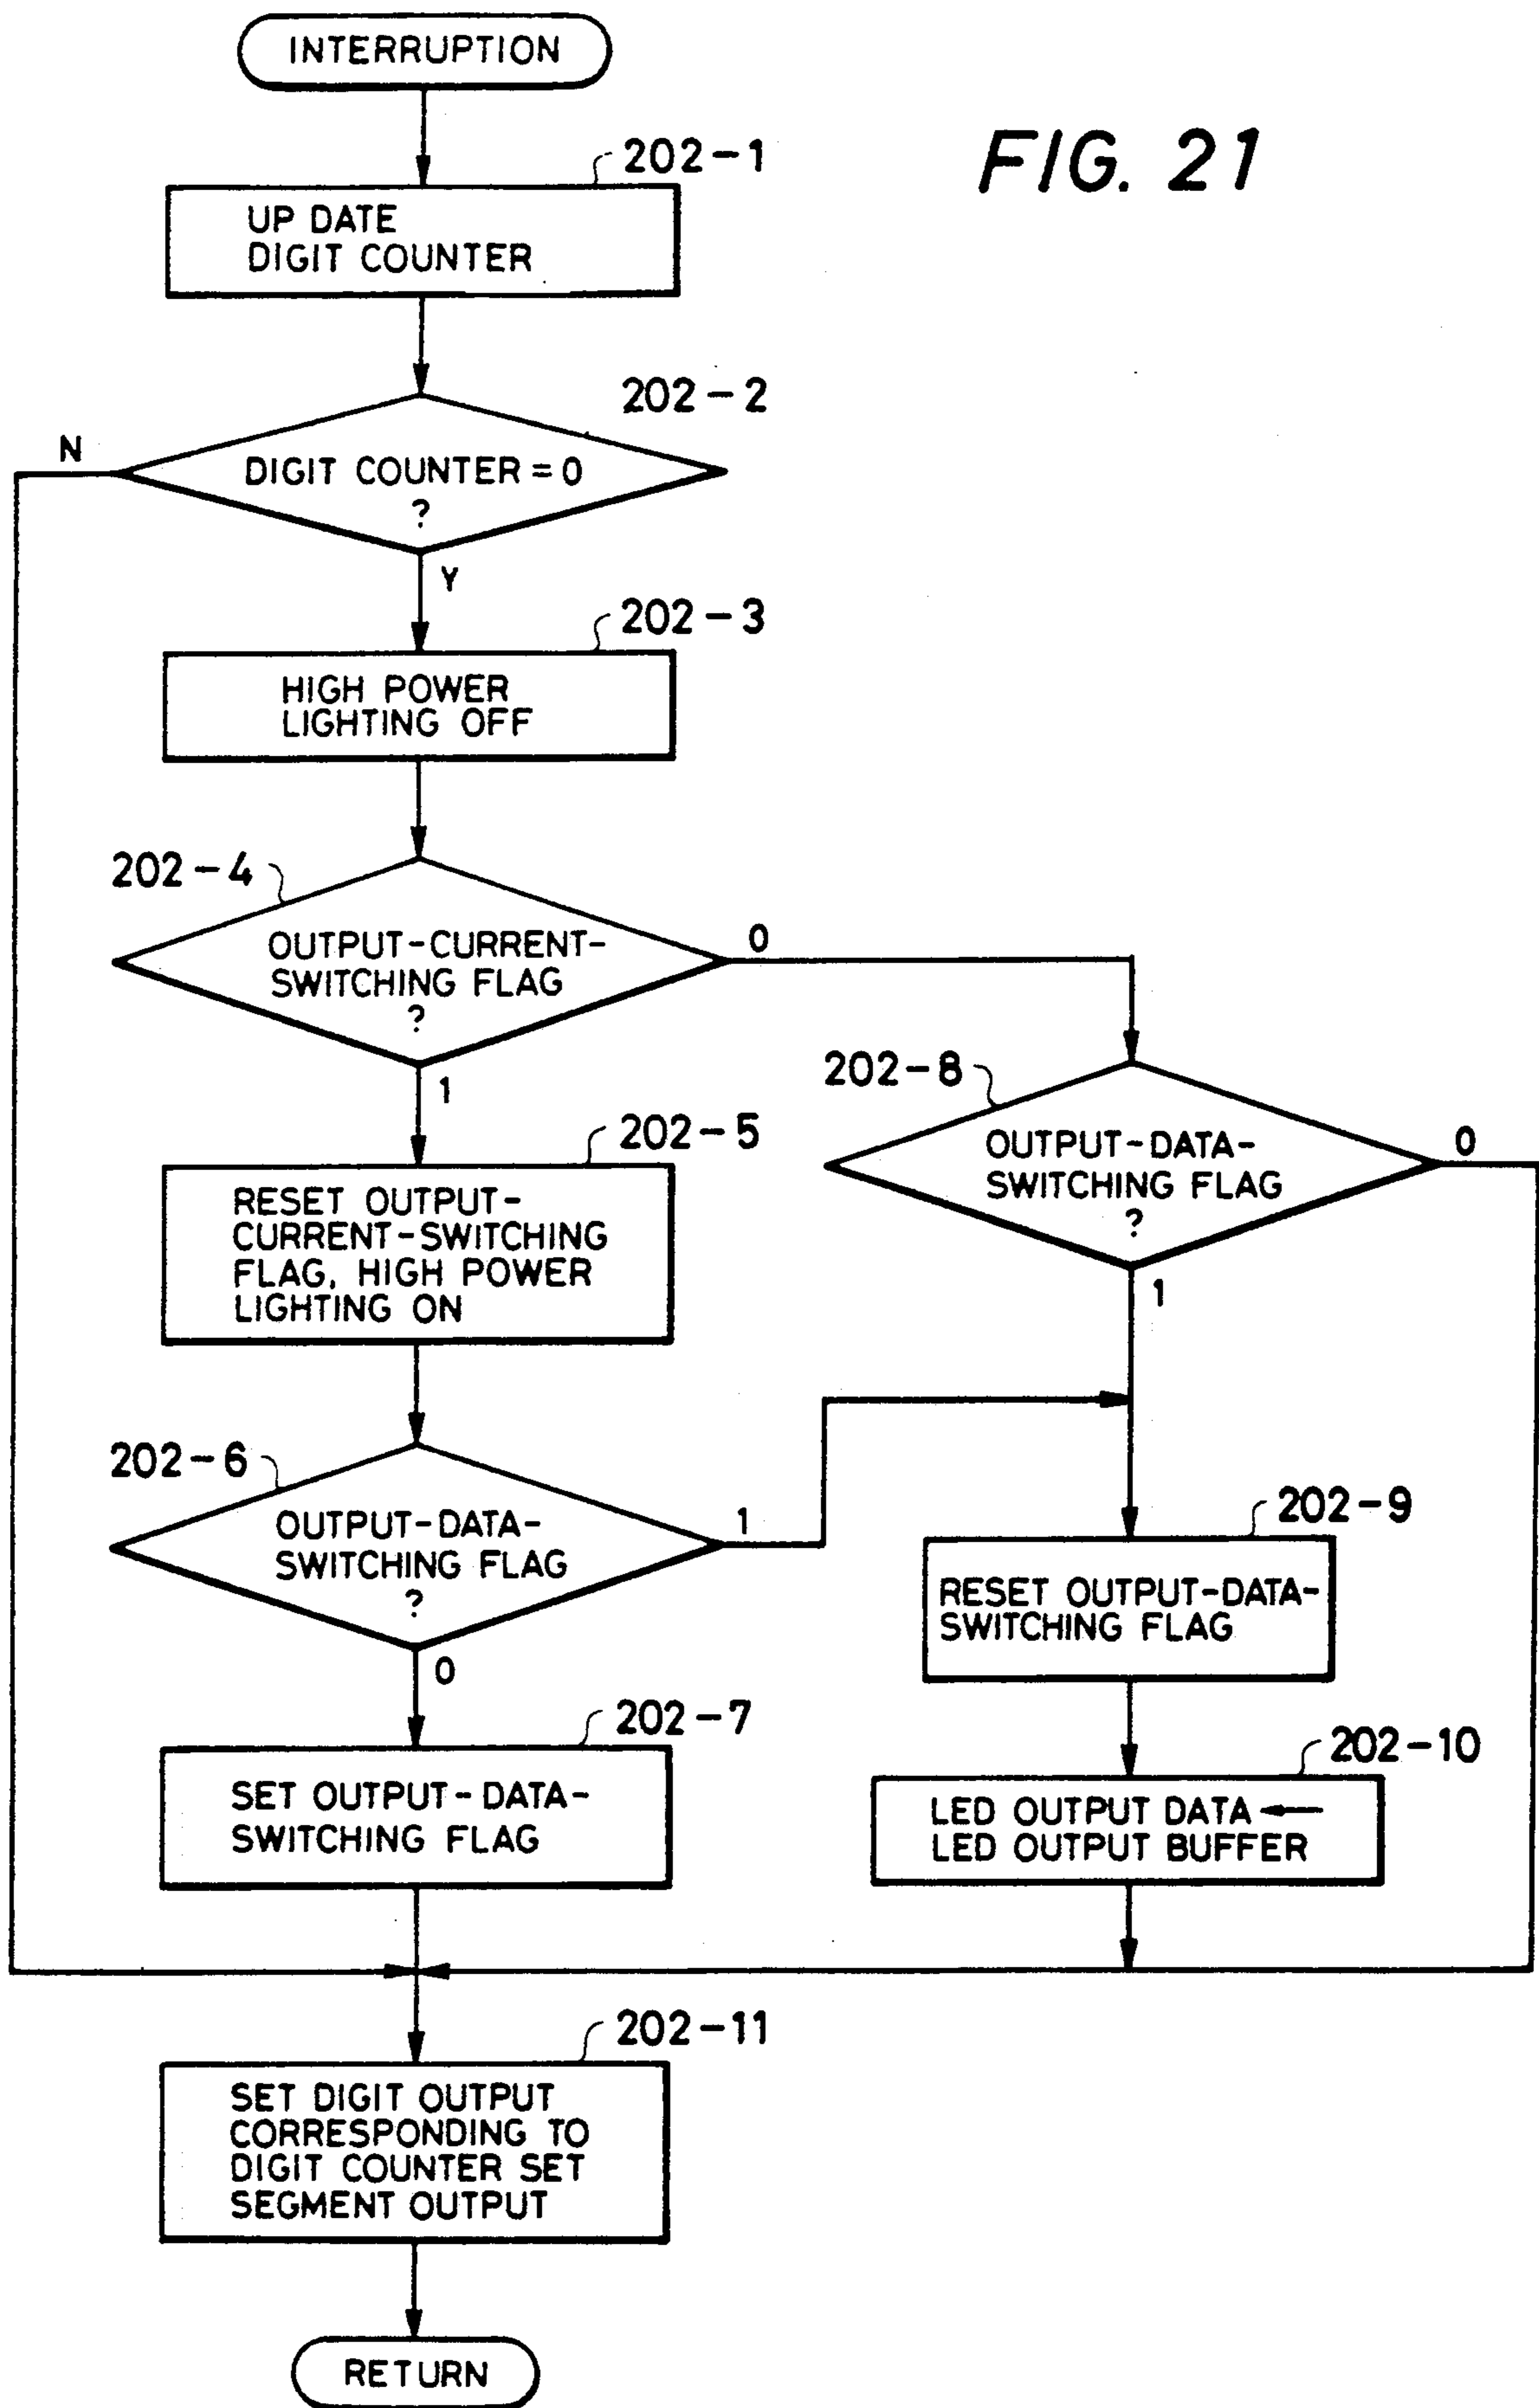 INTERRUPTION
FIG. 21
202-1
UP DATE
DIGIT COUNTER
202-2
N
DIGIT COUNTER = 0
?
Y
202-3
HIGH POWER
LIGHTING OFF
202-4
OUTPUT-CURRENT-
SWITCHING FLAG
?
0
1
202-8
OUTPUT-DATA-
SWITCHING FLAG
?
0
1
202-5
RESET OUTPUT-
CURRENT-SWITCHING
FLAG, HIGH POWER
LIGHTING ON
202-6
OUTPUT-DATA-
SWITCHING FLAG
?
1
0
202-9
RESET OUTPUT-DATA-
SWITCHING FLAG
202-7
SET OUTPUT-DATA-
SWITCHING FLAG
202-10
LED OUTPUT DATA ←
LED OUTPUT BUFFER
202-11
SET DIGIT OUTPUT
CORRESPONDING TO
DIGIT COUNTER SET
SEGMENT OUTPUT
RETURN